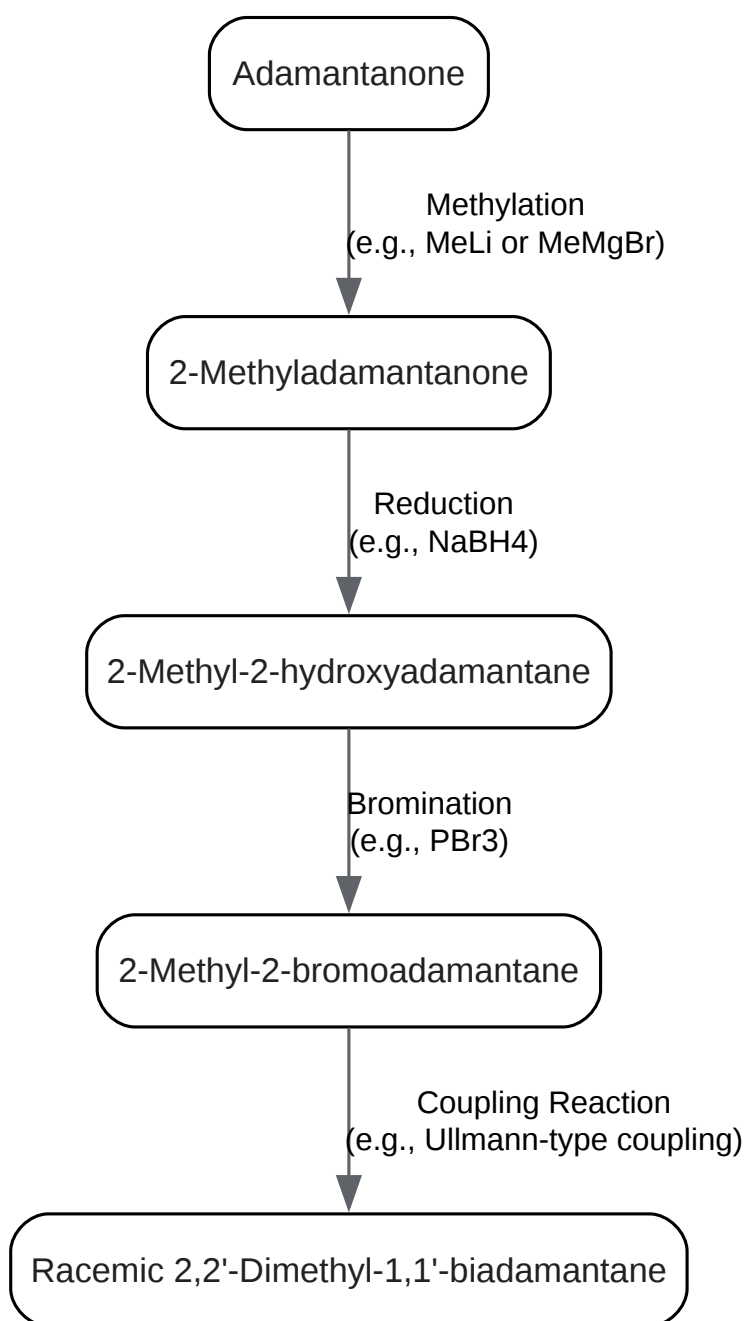 Adamantanone
Methylation
(e.g., MeLi or MeMgBr)
2-Methyladamantanone
Reduction
(e.g., NaBH4)
2-Methyl-2-hydroxyadamantane
Bromination
(e.g., PBr3)
2-Methyl-2-bromoadamantane
Coupling Reaction
(e.g., Ullmann-type coupling)
Racemic 2,2'-Dimethyl-1,1'-biadamantane